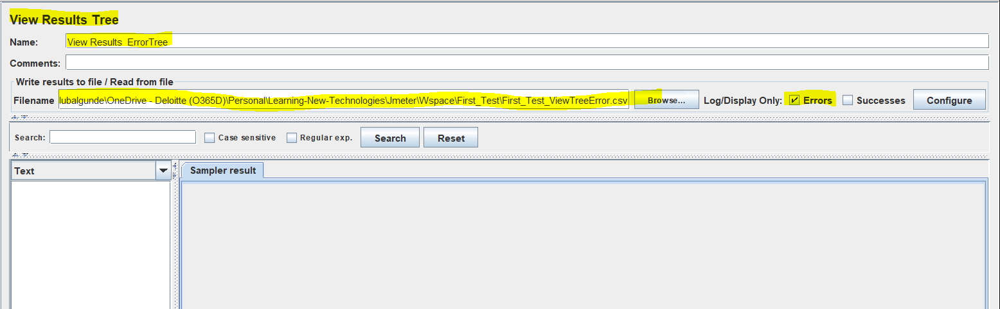 View Results Tree
Name: View Results ErrorTree
Comments:
Write results to file / Read from file
Filename lubalgunde\OneDrive - Deloitte (O365D)\Personal\Learning-New-Technologies\Jmeter\Wspace\First_Test\First_Test_ViewTreeError.csv Browse... Log/Display Only: Errors Successes Configure
Search: Case sensitive Regular exp. Search Reset
Text Sampler result